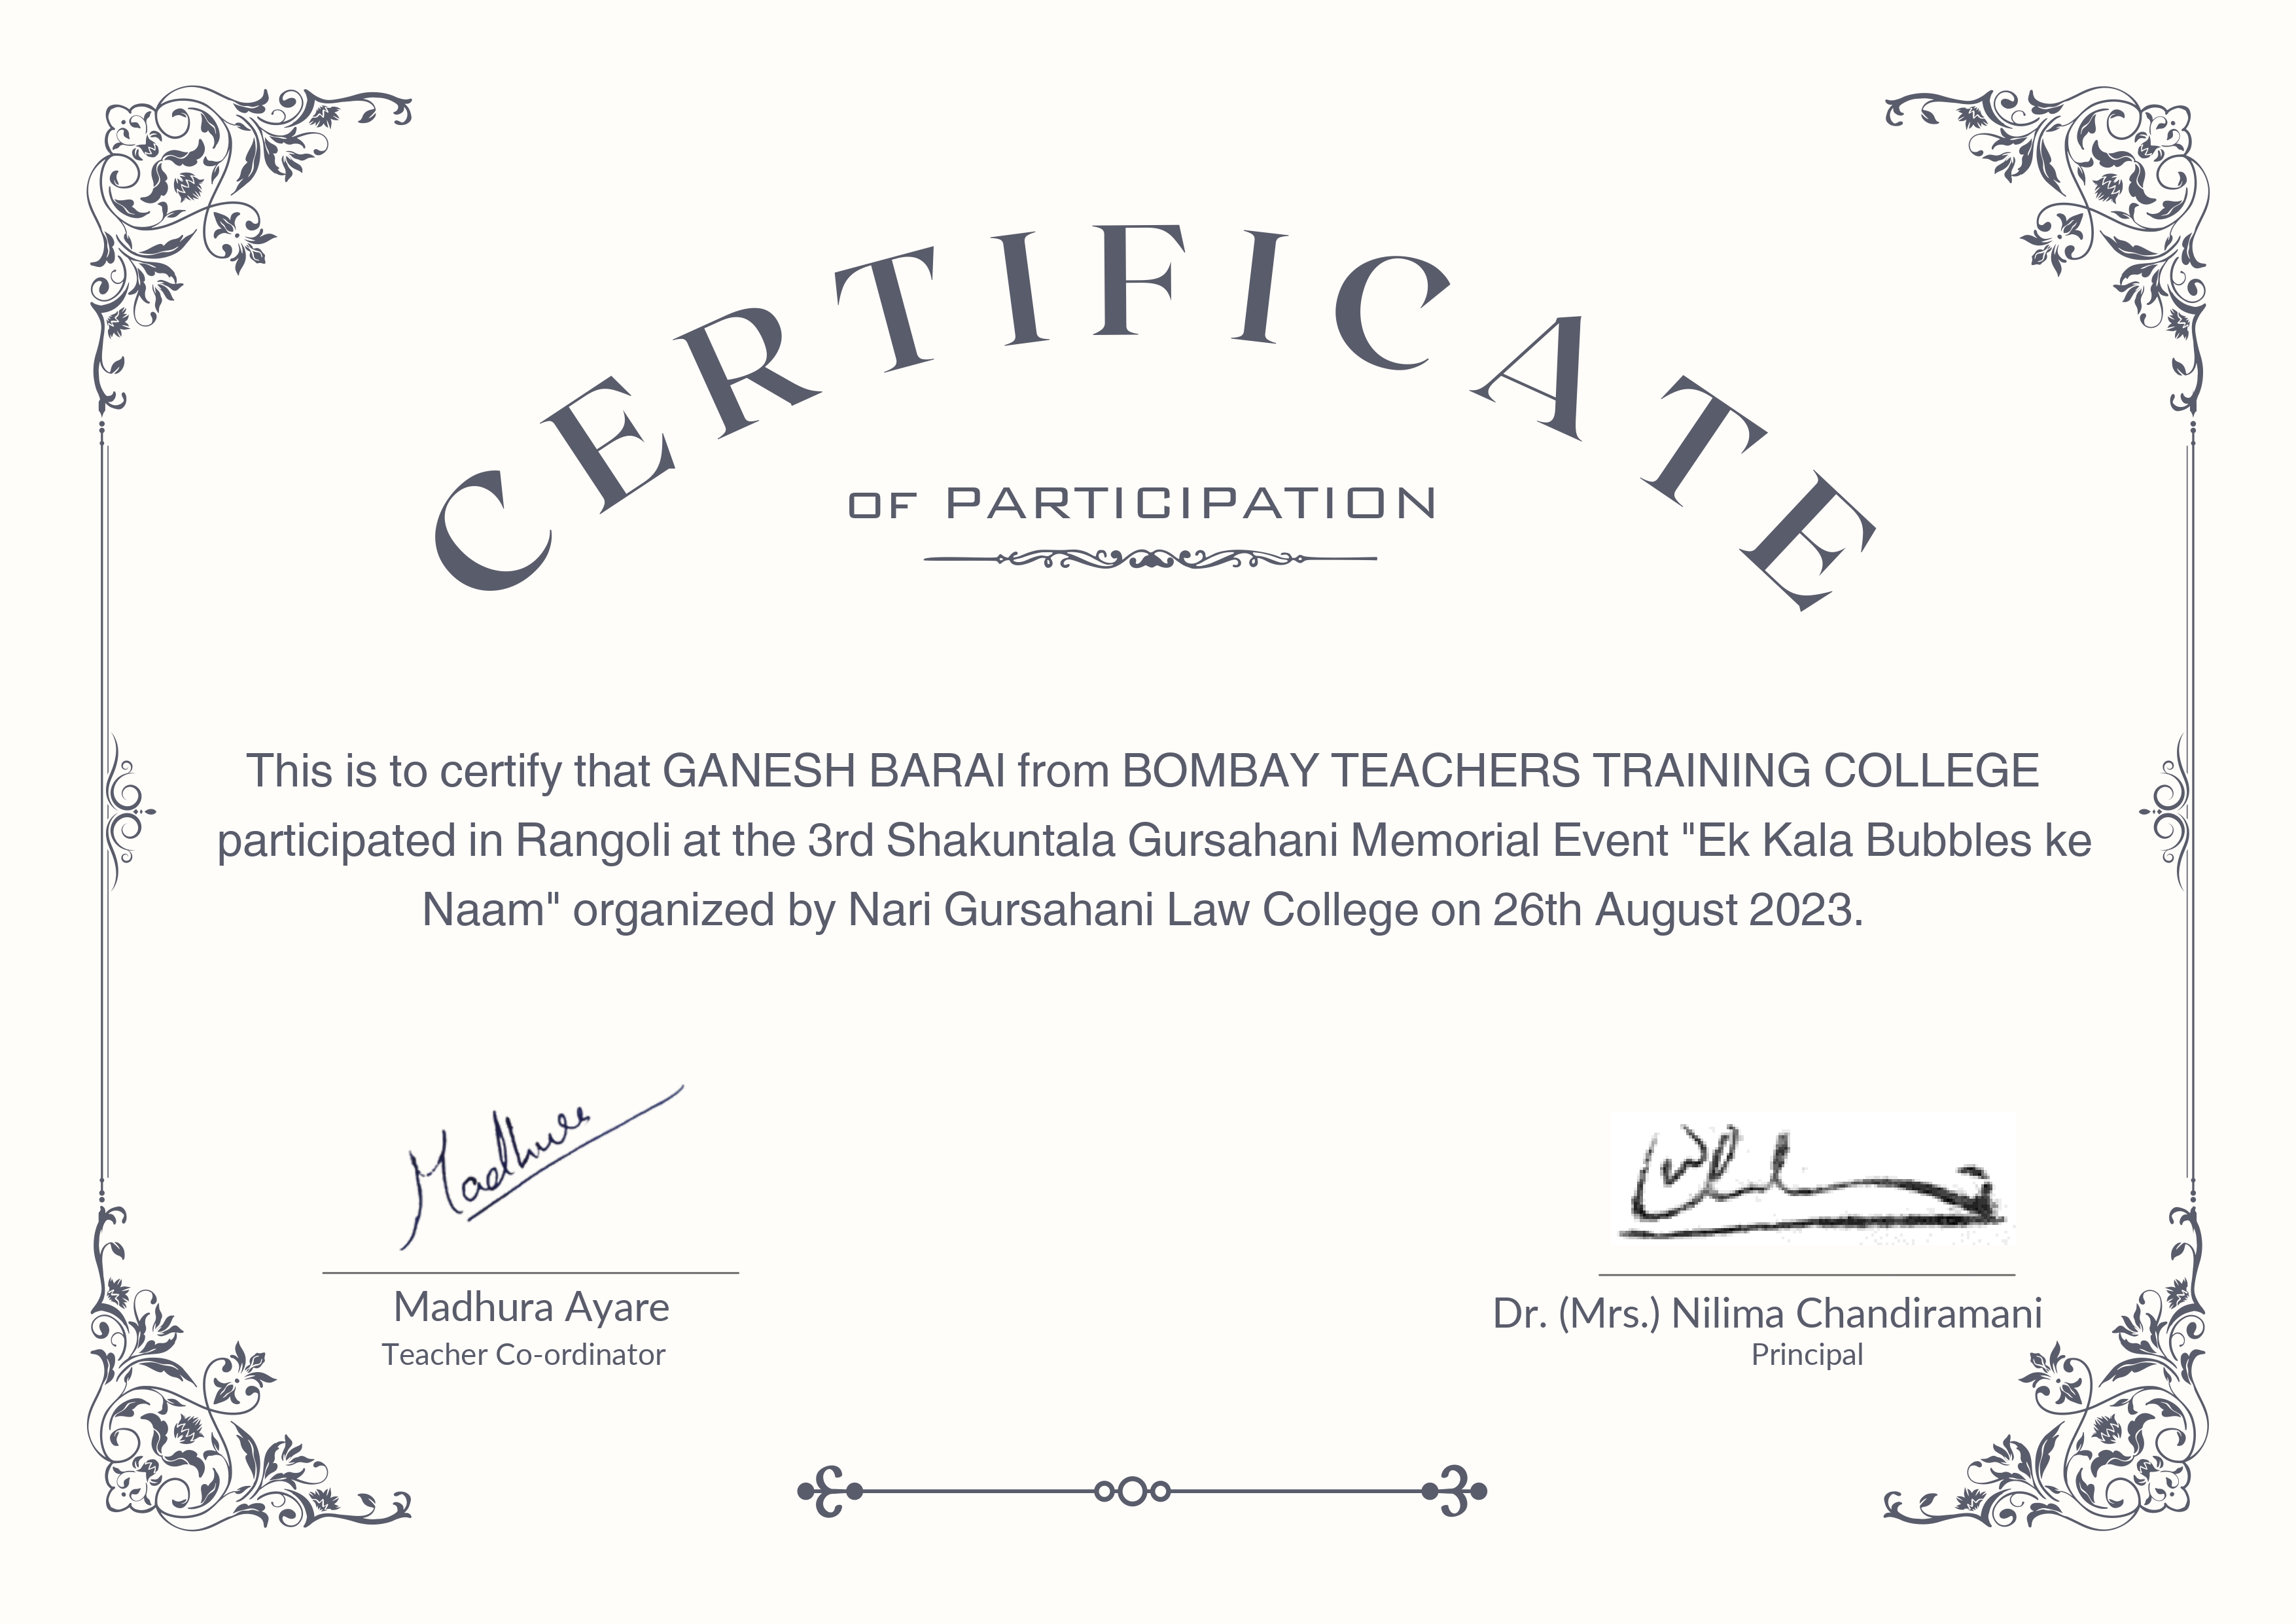 CERTIFICATE
OF PARTICIPATION
This is to certify that GANESH BARAI from BOMBAY TEACHERS TRAINING COLLEGE
participated in Rangoli at the 3rd Shakuntala Gursahani Memorial Event "Ek Kala Bubbles ke
Naam" organized by Nari Gursahani Law College on 26th August 2023.
Madhura
Madhura Ayare
Teacher Co-ordinator
Dr. (Mrs.) Nilima Chandiramani
Principal